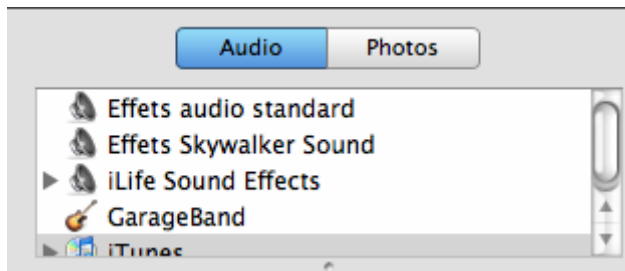 Audio Photos
Effets audio standard
Effets Skywalker Sound
iLife Sound Effects
GarageBand
iTunes